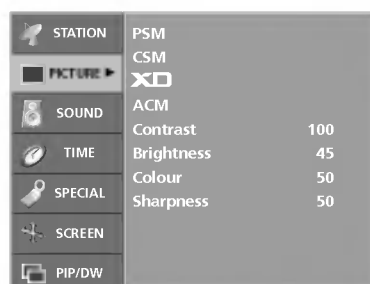 STATION
PICTURE
SOUND
TIME
SPECIAL
SCREEN
PIP/DW
PSM
CSM
XD
ACM
Contrast 100
Brightness 45
Colour 50
Sharpness 50